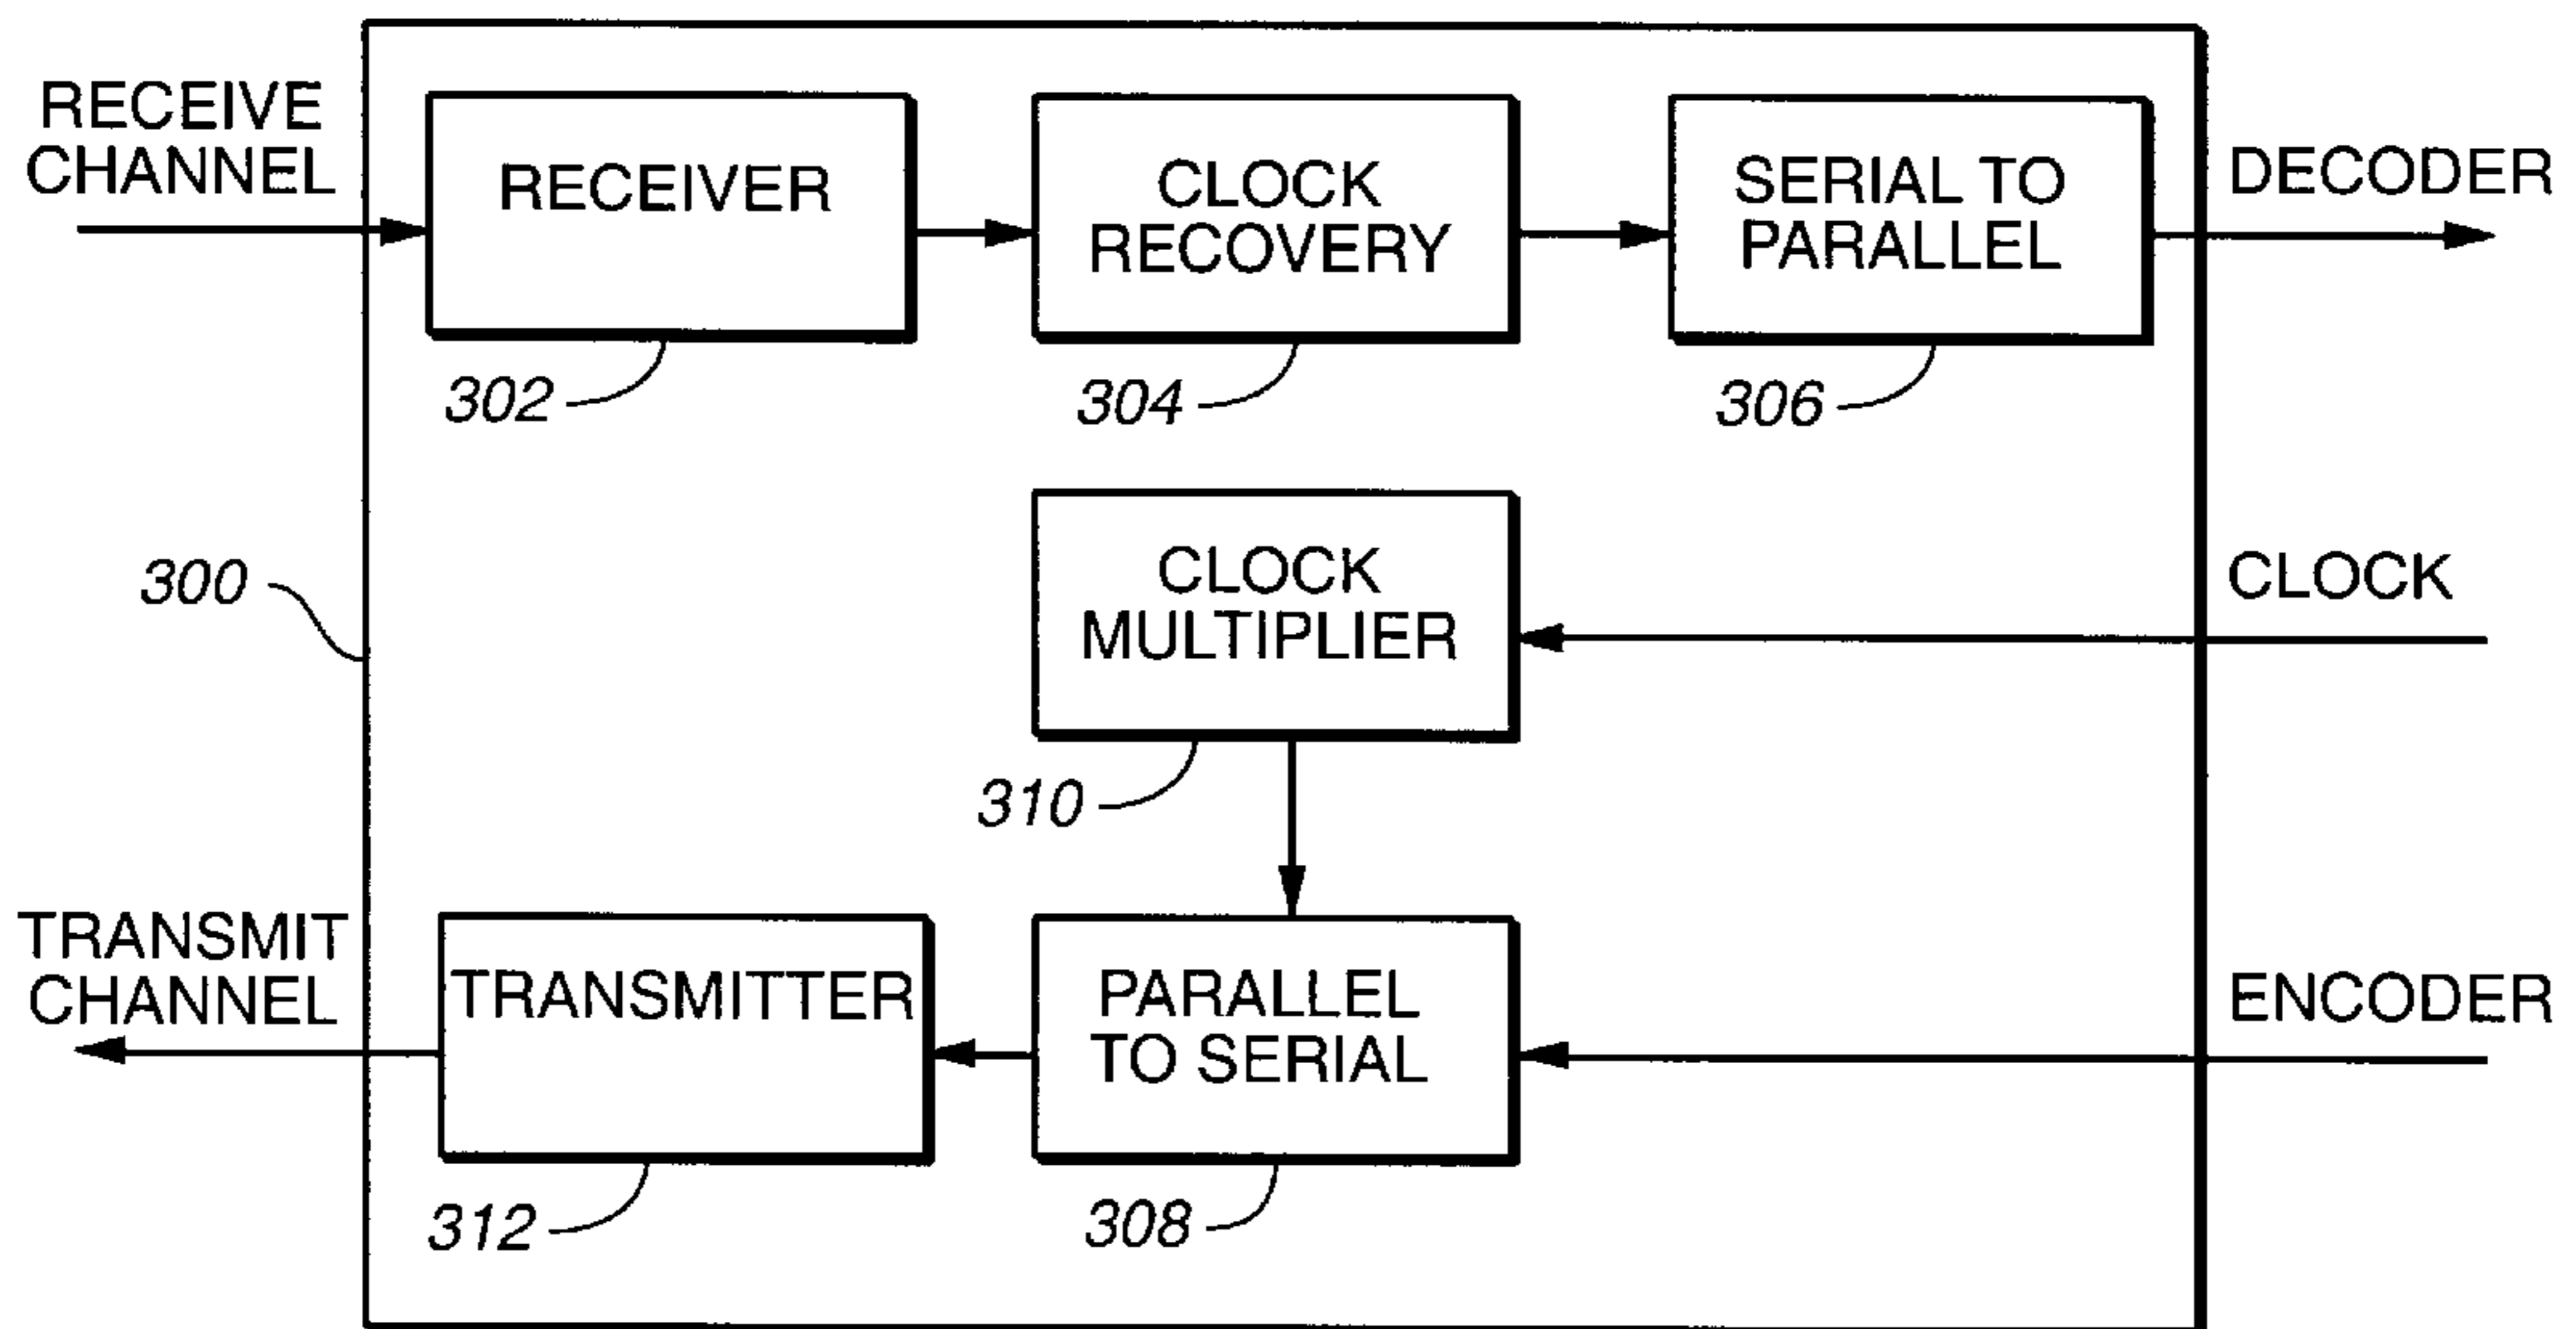 RECEIVE
CHANNEL
RECEIVER
CLOCK
RECOVERY
SERIAL TO
PARALLEL
DECODER
302
304
306
300
CLOCK
MULTIPLIER
CLOCK
310
TRANSMIT
CHANNEL
TRANSMITTER
PARALLEL
TO SERIAL
ENCODER
312
308